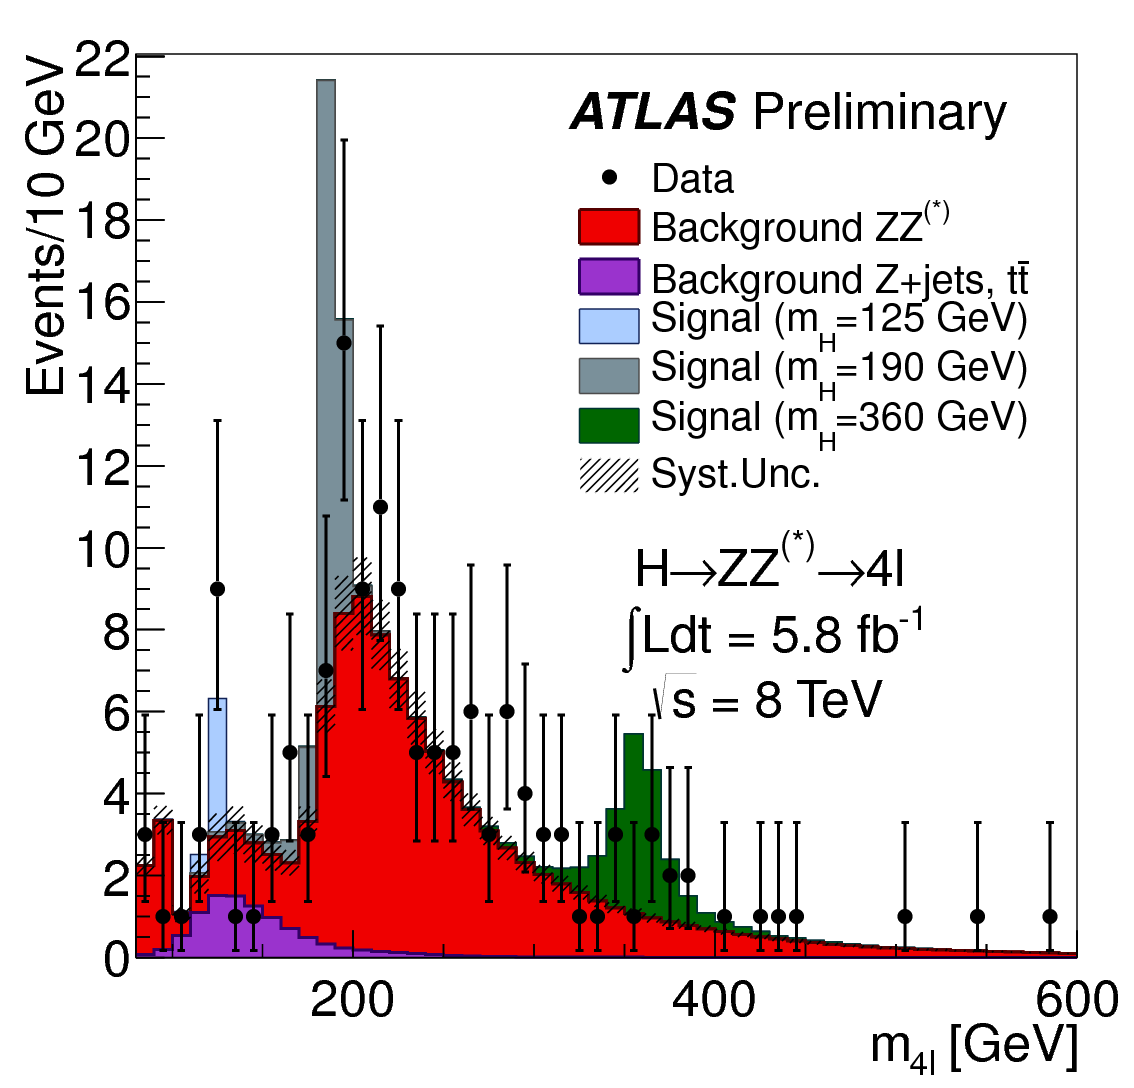 Events/10 GeV
22
20
18
16
14
12
10
8
6
4
2
0
ATLAS Preliminary
Data
Background ZZ(*)
Background Z+jets, tt̄
Signal (mH=125 GeV)
Signal (mH=190 GeV)
Signal (mH=360 GeV)
Syst.Unc.
H→ZZ(*)→4l
∫Ldt = 5.8 fb-1
√s = 8 TeV
200 400 600
m4l [GeV]